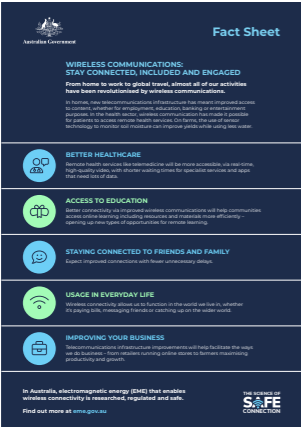 Australian Government
Fact Sheet
WIRELESS COMMUNICATIONS:
STAY CONNECTED, INCLUDED AND ENGAGED
From home to work to global travel, almost all of our activities
have been revolutionised by wireless communications.
In homes, new telecommunications infrastructure has meant improved access
to content, whether for employment, education, banking or entertainment
purposes. In the health sector, wireless communication has made it possible
for patients to access remote health services. On farms, the use of sensor
technology to monitor soil moisture can improve yields while using less water.
BETTER HEALTHCARE
Remote health services like telemedicine will be more accessible, via real-time,
high-quality video, with shorter waiting times for specialist services and apps
that need lots of data.
ACCESS TO EDUCATION
Better connectivity via improved wireless communications will help communities
access online learning including resources and materials more efficiently –
opening up new types of opportunities for remote learning.
STAYING CONNECTED TO FRIENDS AND FAMILY
Expect improved connections with fewer unnecessary delays.
USAGE IN EVERYDAY LIFE
Wireless connectivity allows us to function in the world we live in, whether
it's paying bills, messaging friends or catching up on the wider world.
IMPROVING YOUR BUSINESS
Telecommunications infrastructure improvements will help facilitate the ways
we do business – from retailers running online stores to farmers maximising
productivity and growth.
In Australia, electromagnetic energy (EME) that enables
wireless connectivity is researched, regulated and safe.
Find out more at eme.gov.au
THE SCIENCE OF
SAFE
CONNECTION